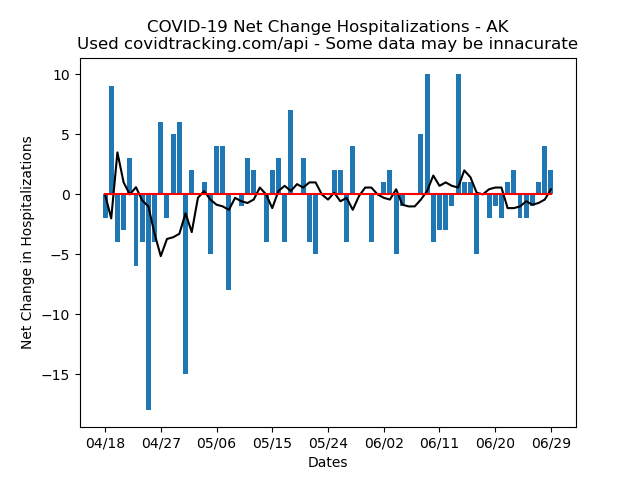 COVID-19 Net Change Hospitalizations - AK
Used covidtracking.com/api - Some data may be innacurate
10
5
0
−5
−10
−15
Net Change in Hospitalizations
04/18 04/27 05/06 05/15 05/24 06/02 06/11 06/20 06/29
Dates